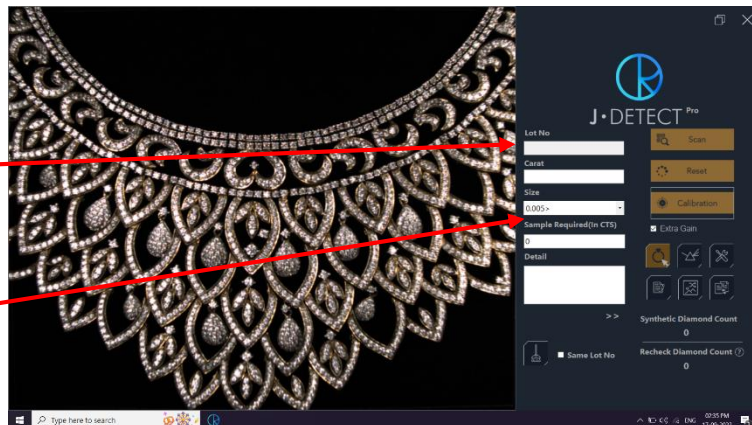 J·DETECT Pro
Lot No
Carat
Size
0.005>
Sample Required(In CTS)
0
Detail
>>
Same Lot No
Scan
Reset
Calibration
Extra Gain
Synthetic Diamond Count
0
Recheck Diamond Count ?
0
Type here to search
ENG
02:35 PM